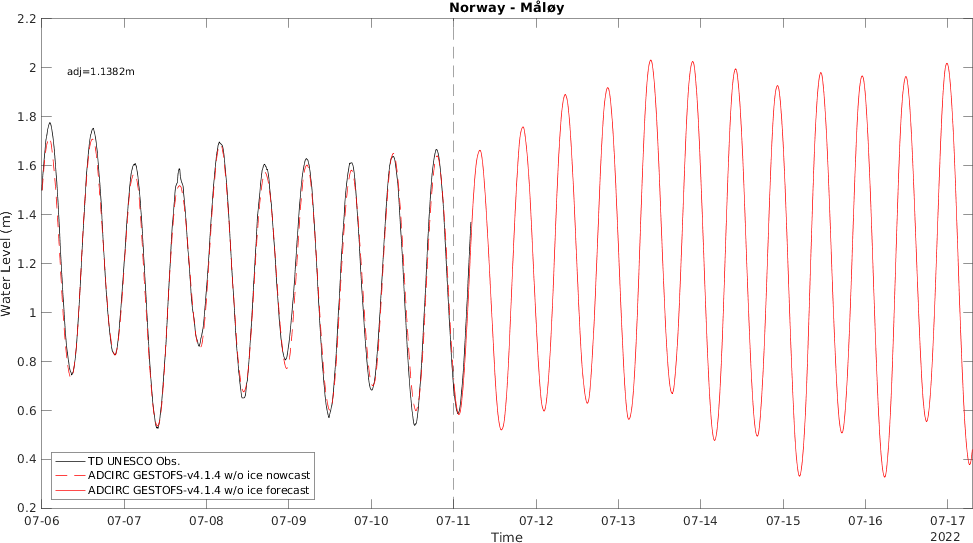 Norway - Måløy
2.2
2
1.8
1.6
1.4
1.2
1
0.8
0.6
0.4
0.2
Water Level (m)
adj=1.1382m
TD UNESCO Obs.
ADCIRC GESTOFS-v4.1.4 w/o ice nowcast
ADCIRC GESTOFS-v4.1.4 w/o ice forecast
07-06 07-07 07-08 07-09 07-10 07-11 07-12 07-13 07-14 07-15 07-16 07-17
Time
2022